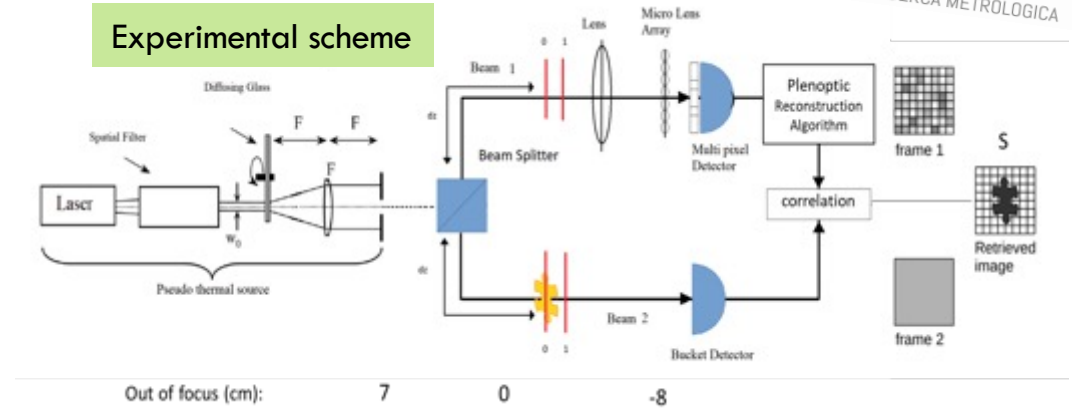 Experimental scheme
METROLOGICA
Diffusing Glass
Spatial Filter
F
F
F
Laser
W0
Pseudo thermal source
dz
dz
Beam Splitter
Beam 1
0 1
Lens
Micro Lens
Array
Multi pixel
Detector
Plenoptic
Reconstruction
Algorithm
correlation
Beam 2
0 1
Bucket Detector
frame 1
S
Retrieved
image
frame 2
Out of focus (cm): 7 0 -8